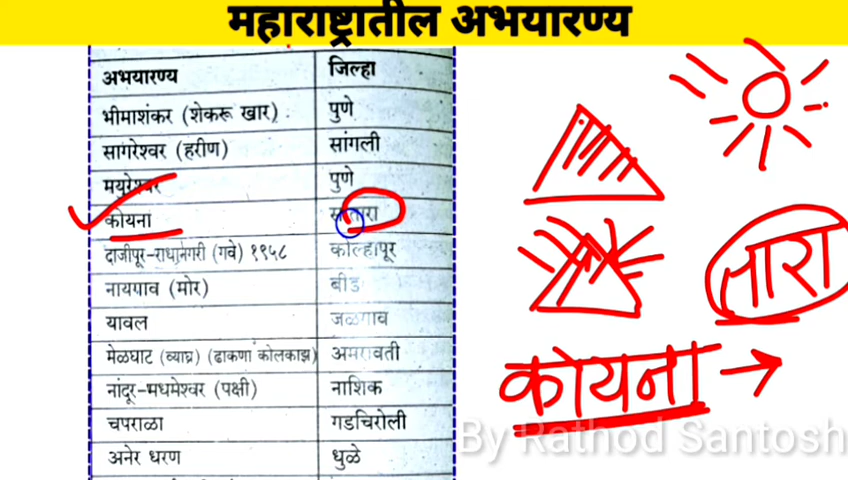 महाराष्ट्रातील अभयारण्य
अभयारण्य जिल्हा
भीमाशंकर (शेकरू खार) पुणे
सागरेश्वर (हरीण) सांगली
मयुरेश्वर पुणे
कोयना सातारा
दाजीपूर-राधानगरी (गवे) १९५८ कोल्हापूर
नायगाव (मोर) बीड
यावल जळगाव
मेळघाट (व्याघ्र) (ढाकणा कोलकाझ) अमरावती
नांदूर-मधमेश्वर (पक्षी) नाशिक
चपराळा गडचिरोली
अनेर धरण धुळे
तारा
कोयना →
By Rathod Santosh